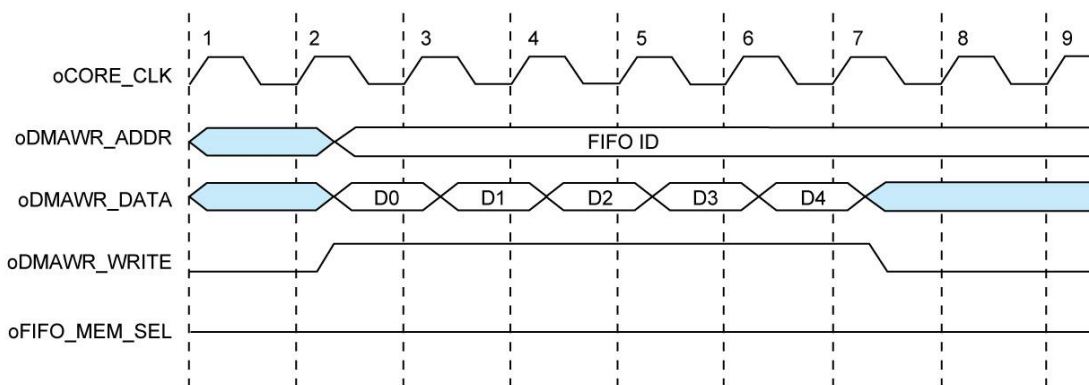 1 2 3 4 5 6 7 8 9
oCORE_CLK
oDMAWR_ADDR FIFO ID
oDMAWR_DATA D0 D1 D2 D3 D4
oDMAWR_WRITE
oFIFO_MEM_SEL